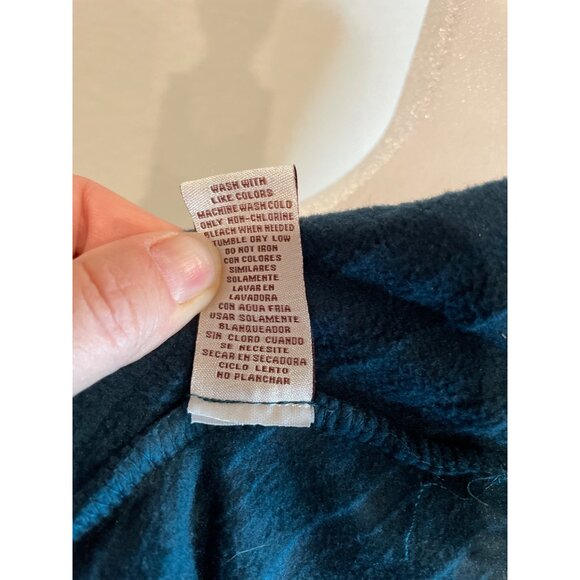 WASH WITH
LIKE COLORS
MACHINE WASH COLD
ONLY NON-CHLORINE
BLEACH WHEN NEEDED
TUMBLE DRY LOW
DO NOT IRON
CON COLORES
SIMILARES
SOLAMENTE
LAVAR EN
LAVADORA
CON AGUA FRIA
USAR SOLAMENTE
BLANQUEADOR
SIN CLORO CUANDO
SE NECESITE
SECAR EN SECADORA
CICLO LENTO
NO PLANCHAR